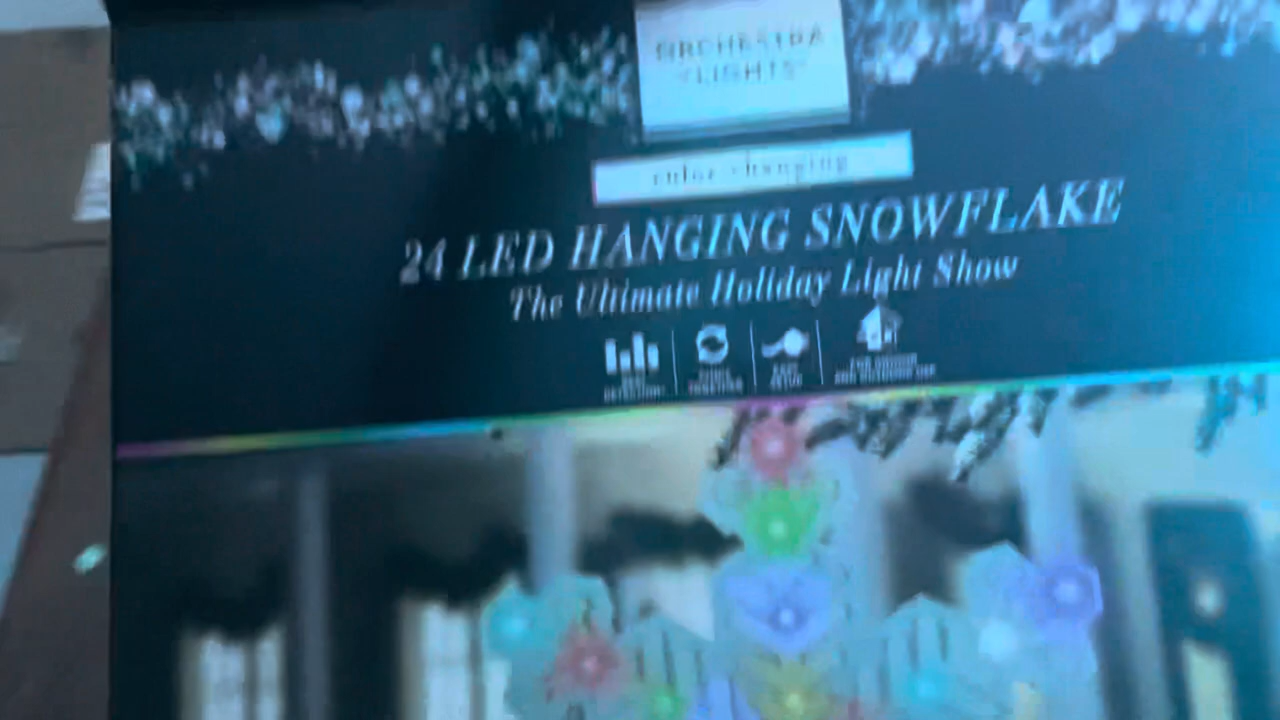 ORCHESTRA
LIGHTS
color changing
24 LED HANGING SNOWFLAKE
The Ultimate Holiday Light Show